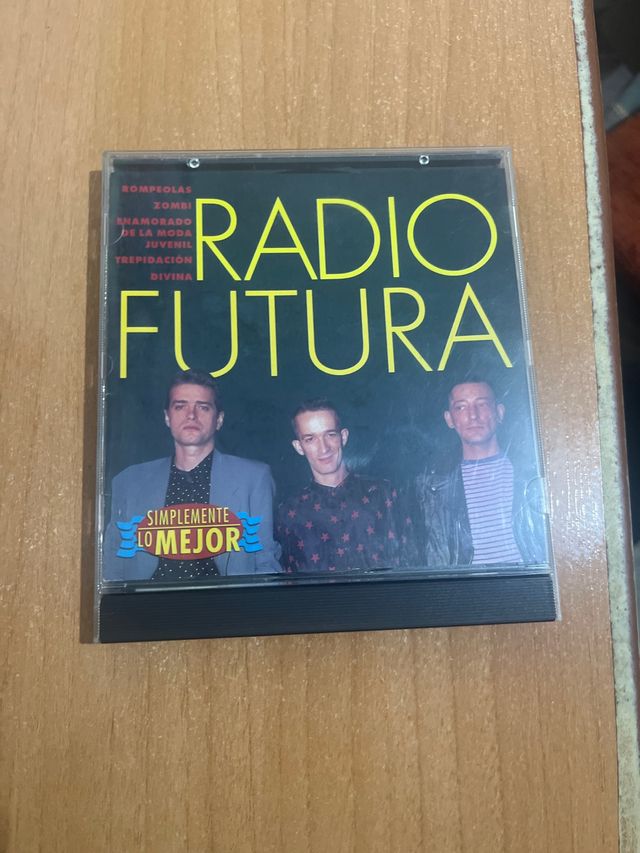 ROMPEOLAS
ZOMBI
ENAMORADO
DE LA MODA
JUVENIL
TREPIDACIÓN
DIVINA
RADIO
FUTURA
SIMPLEMENTE
LO MEJOR